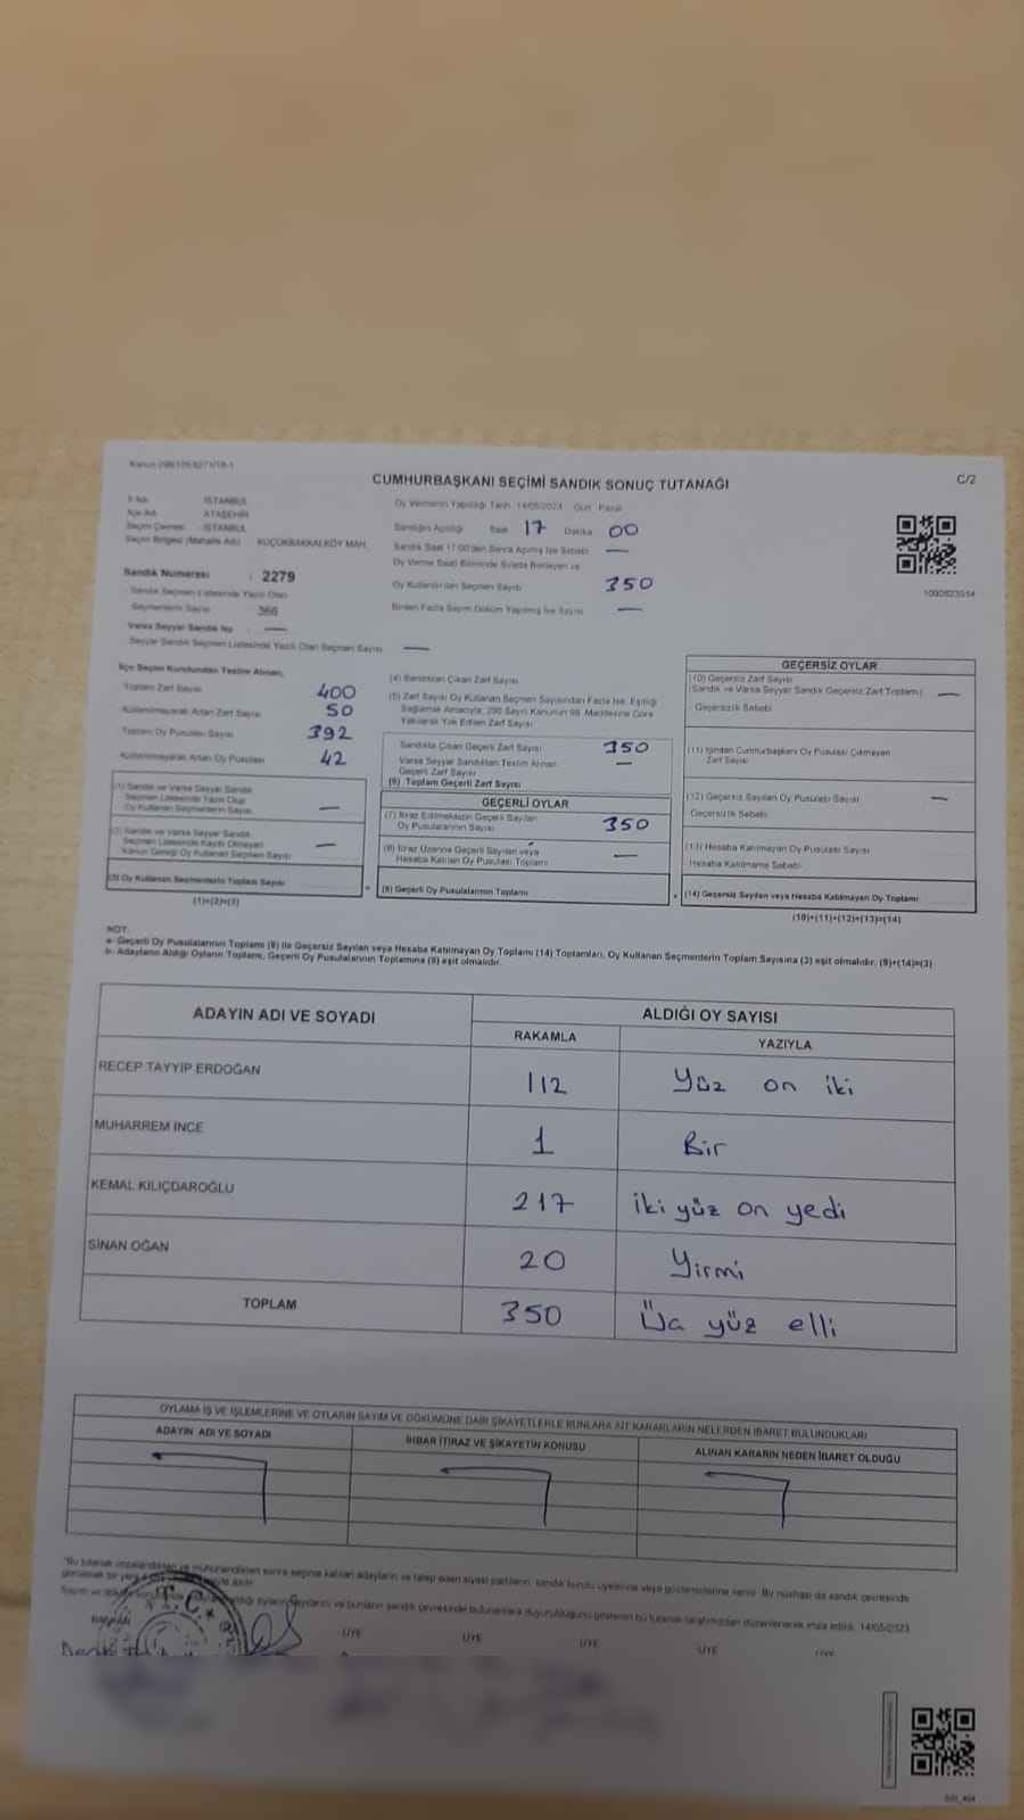 CUMHURBAŞKANI SEÇİMİ SANDIK SONUÇ TUTANAĞI
C/2
İl Adı İSTANBUL
İlçe Adı ATAŞEHİR
Seçim Çevresi İSTANBUL
Seçim Bölgesi (Mahalle Adı) KÜÇÜKBAKKALKÖY MAH.
Sandık Numarası : 2279
Sandık Seçmen Listesinde Yazılı Olan
Seçmenlerin Sayısı 366
Varsa Seyyar Sandık No —
Seyyar Sandık Seçmen Listesinde Yazılı Olan Seçmen Sayısı —
Oy Vermenin Yapıldığı Tarih 14/05/2023 Gün Pazar
Sandığın Açıldığı Saat 17 Dakika 00
Sandık Saat 17:00'den Sonra Açılmış İse Sebebi —
Oy Verme Saati Bitiminde Sırada Bekleyen ve
Oy Kullandırılan Seçmen Sayısı 350
Birden Fazla Sayım Döküm Yapılmış İse Sayısı —
İlçe Seçim Kurulundan Teslim Alınan,
Toplam Zarf Sayısı 400
Kullanılmayarak Artan Zarf Sayısı 50
Toplam Oy Pusulası Sayısı 392
Kullanılmayarak Artan Oy Pusulası 42
(1) Sandık ve Varsa Seyyar Sandık
Seçmen Listesinde Yazılı Olup
Oy Kullanan Seçmenlerin Sayısı —
(2) Sandık ve Varsa Seyyar Sandık
Seçmen Listesinde Kayıtlı Olmayan
Kanun Gereği Oy Kullanan Seçmen Sayısı —
(3) Oy Kullanan Seçmenlerin Toplam Sayısı
(1)+(2)=(3)
(4) Sandıktan Çıkan Zarf Sayısı
(5) Zarf Sayısı Oy Kullanan Seçmen Sayısından Fazla İse, Eşitliği
Sağlamak Amacıyla, 298 Sayılı Kanunun 98. Maddesine Göre
Yakılarak Yok Edilen Zarf Sayısı
Sandıkta Çıkan Geçerli Zarf Sayısı 350
Varsa Seyyar Sandıktan Teslim Alınan
Geçerli Zarf Sayısı —
(6) Toplam Geçerli Zarf Sayısı
GEÇERLİ OYLAR
(7) İtiraz Edilmeksizin Geçerli Sayılan
Oy Pusulalarının Sayısı 350
(8) İtiraz Üzerine Geçerli Sayılan veya
Hesaba Katılan Oy Pusulası Toplamı —
(9) Geçerli Oy Pusulalarının Toplamı
GEÇERSİZ OYLAR
(10) Geçersiz Zarf Sayısı
(Sandık ve Varsa Seyyar Sandık Geçersiz Zarf Toplamı) —
Geçersizlik Sebebi
(11) İçinden Cumhurbaşkanı Oy Pusulası Çıkmayan
Zarf Sayısı
(12) Geçersiz Sayılan Oy Pusulası Sayısı —
Geçersizlik Sebebi
(13) Hesaba Katılmayan Oy Pusulası Sayısı
Hesaba Katılmama Sebebi
(14) Geçersiz Sayılan veya Hesaba Katılmayan Oy Toplamı
(10)+(11)+(12)+(13)=(14)
NOT:
a- Geçerli Oy Pusulalarının Toplamı (9) ile Geçersiz Sayılan veya Hesaba Katılmayan Oy Toplamı (14) Toplamları, Oy Kullanan Seçmenlerin Toplam Sayısına (3) eşit olmalıdır. (9)+(14)=(3)
b- Adayların Aldığı Oyların Toplamı, Geçerli Oy Pusulalarının Toplamına (9) eşit olmalıdır.
ADAYIN ADI VE SOYADI
ALDIĞI OY SAYISI
RAKAMLA YAZIYLA
RECEP TAYYİP ERDOĞAN 112 Yüz on iki
MUHARREM İNCE 1 Bir
KEMAL KILIÇDAROĞLU 217 iki yüz on yedi
SİNAN OĞAN 20 Yirmi
TOPLAM 350 Üç yüz elli
OYLAMA İŞ VE İŞLEMLERİNE VE OYLARIN SAYIM VE DÖKÜMÜNE DAİR ŞİKAYETLERLE BUNLARA AİT KARARLARIN NELERDEN İBARET BULUNDUKLARI
ADAYIN ADI VE SOYADI İHBAR İTİRAZ VE ŞİKAYETİN KONUSU ALINAN KARARIN NEDEN İBARET OLDUĞU
T.C.
BAŞKAN ÜYE ÜYE ÜYE ÜYE ÜYE